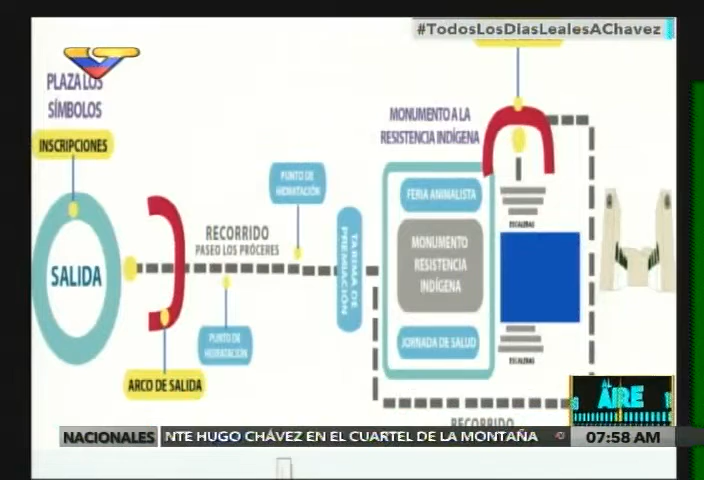 #TodosLosDiasLealesAChavez
PLAZA LOS
SÍMBOLOS
INSCRIPCIONES
SALIDA
ARCO DE SALIDA
RECORRIDO
PASEO LOS PRÓCERES
PUNTO DE
HIDRATACIÓN
PUNTO DE
HIDRATACIÓN
TARIMA DE
PREMIACIÓN
MONUMENTO A LA
RESISTENCIA INDÍGENA
FERIA ANIMALISTA
MONUMENTO
RESISTENCIA
INDÍGENA
JORNADA DE SALUD
ESCALERAS
ESCALERAS
RECORRIDO
AL
AIRE
NACIONALES
NTE HUGO CHÁVEZ EN EL CUARTEL DE LA MONTAÑA
07:58 AM